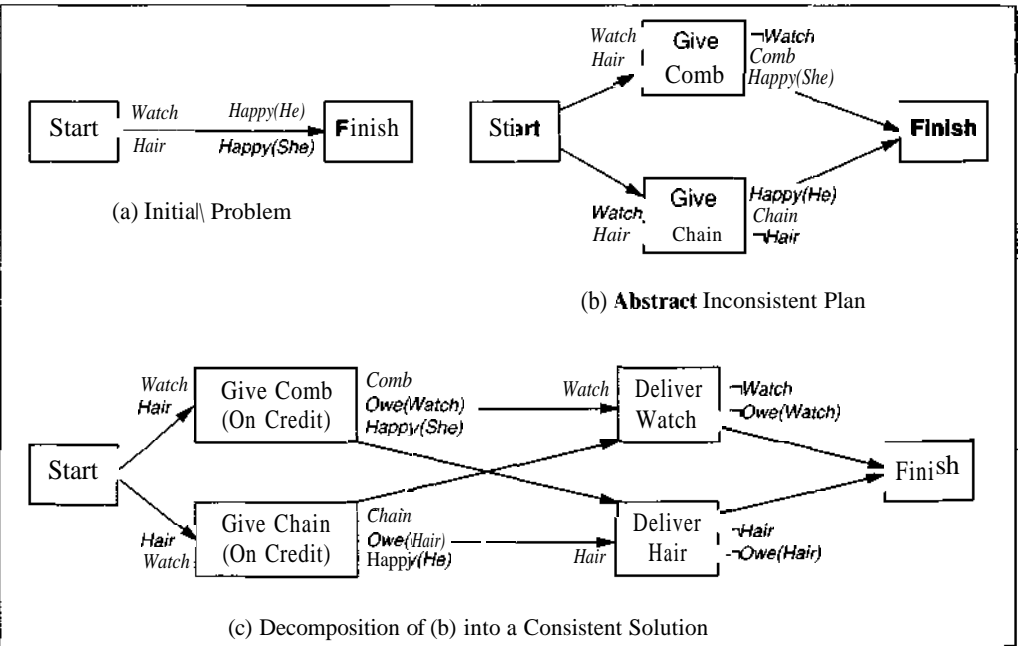 Start
Watch
Hair
Happy(He)
Happy(She)
Finish
(a) Initial\ Problem
Start
Watch
Hair
Give
Comb
¬Watch
Comb
Happy(She)
Watch
Hair
Give
Chain
Happy(He)
Chain
¬Hair
Finish
(b) Abstract Inconsistent Plan
Start
Watch
Hair
Give Comb
(On Credit)
Comb
Owe(Watch)
Happy(She)
Watch
Deliver
Watch
¬Watch
¬Owe(Watch)
Hair
Watch
Give Chain
(On Credit)
Chain
Owe(Hair)
Happy(He)
Hair
Deliver
Hair
¬Hair
¬Owe(Hair)
Finish
(c) Decomposition of (b) into a Consistent Solution